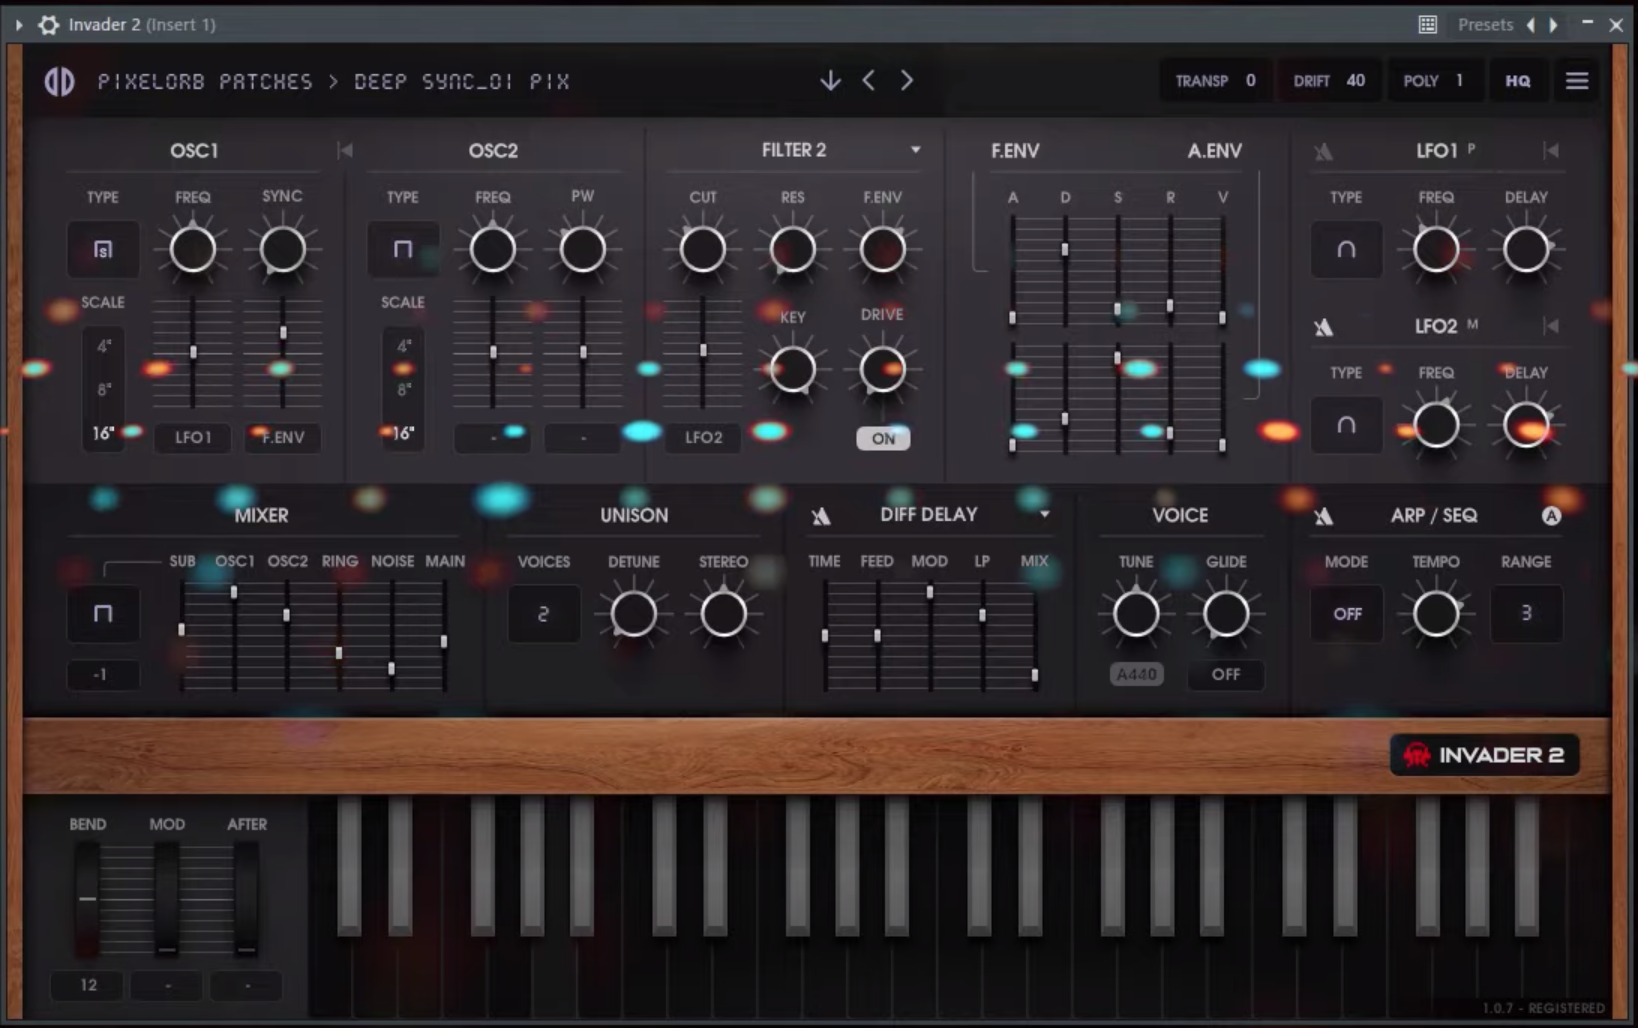 Invader 2 (Insert 1) Presets
PIXELORB PATCHES > DEEP SYNC_01 PIX TRANSP 0 DRIFT 40 POLY 1 HQ
OSC1 OSC2 FILTER 2 F.ENV A.ENV LFO1 P
TYPE FREQ SYNC TYPE FREQ PW CUT RES F.ENV A D S R V TYPE FREQ DELAY
SCALE SCALE KEY DRIVE LFO2 M
4" 4"
TYPE FREQ DELAY
8" 8"
16" LFO1 F.ENV 16" - - LFO2 ON
MIXER UNISON DIFF DELAY VOICE ARP / SEQ A
SUB OSC1 OSC2 RING NOISE MAIN VOICES DETUNE STEREO TIME FEED MOD LP MIX TUNE GLIDE MODE TEMPO RANGE
2 OFF 3
-1 A440 OFF
INVADER 2
BEND MOD AFTER
12 - -
1.0.7 - REGISTERED